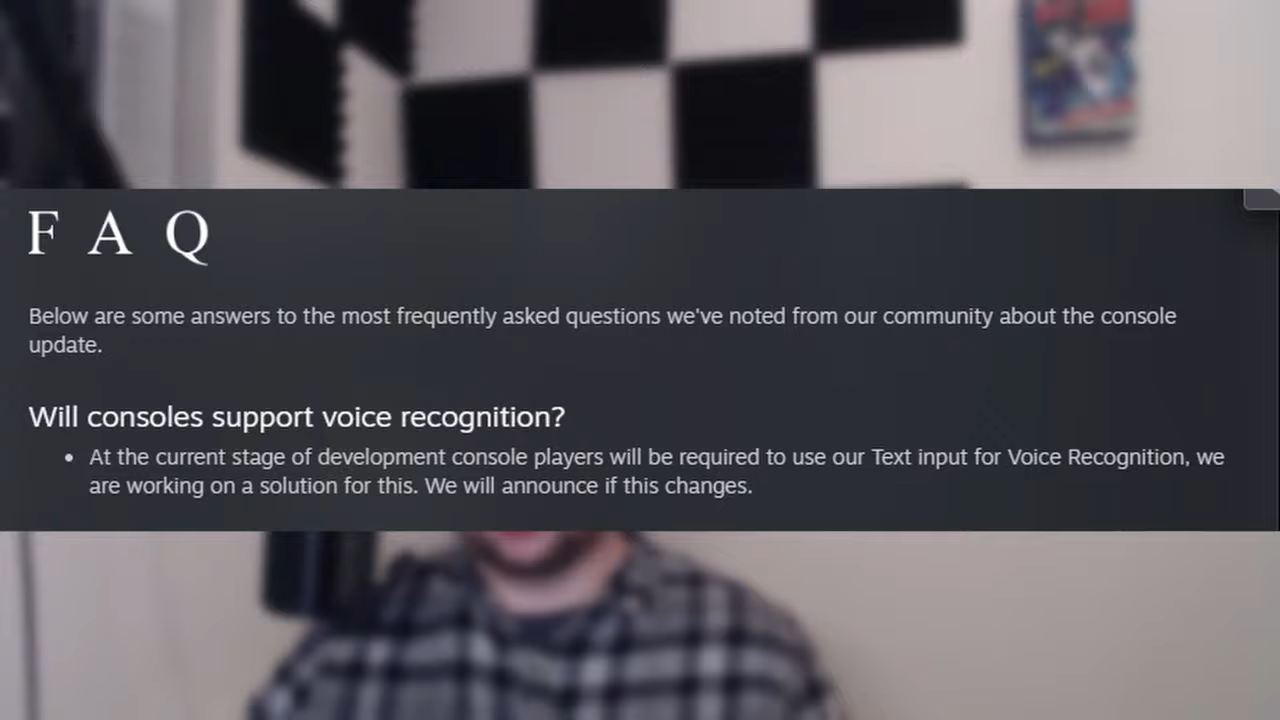 F A Q
Below are some answers to the most frequently asked questions we've noted from our community about the console
update.
Will consoles support voice recognition?
• At the current stage of development console players will be required to use our Text input for Voice Recognition, we
are working on a solution for this. We will announce if this changes.